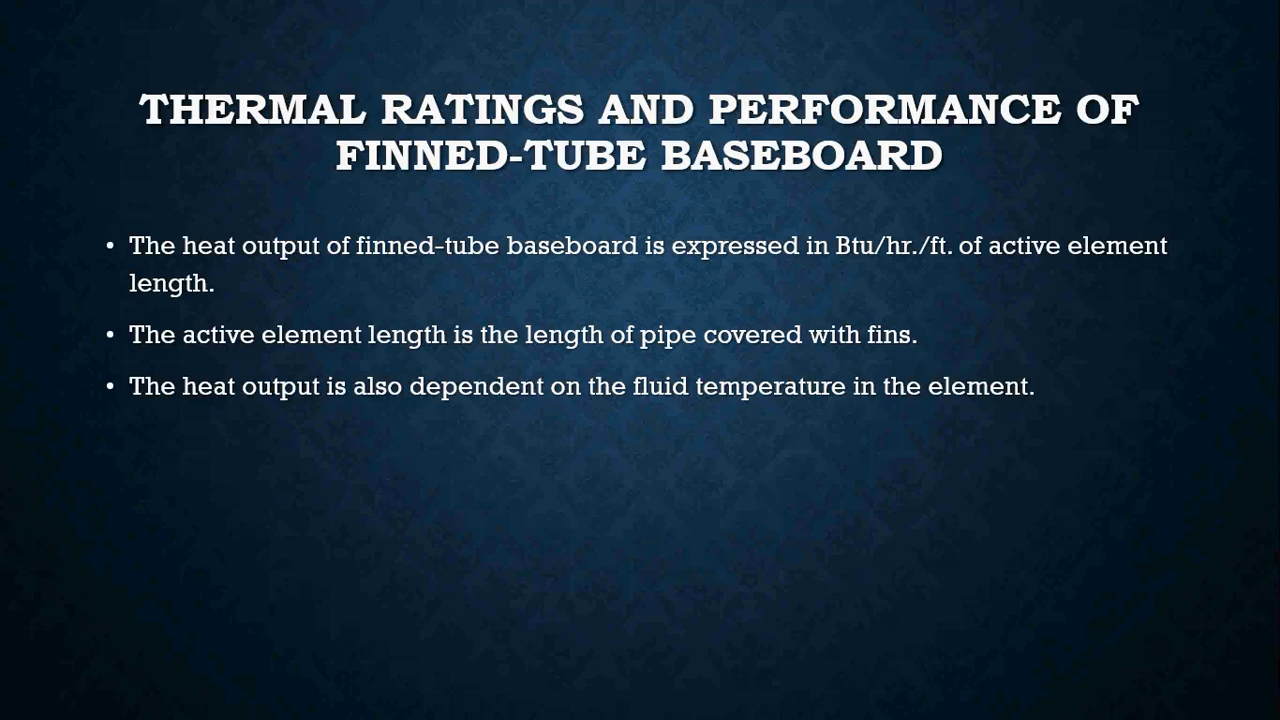 THERMAL RATINGS AND PERFORMANCE OF
FINNED-TUBE BASEBOARD
• The heat output of finned-tube baseboard is expressed in Btu/hr./ft. of active element
length.
• The active element length is the length of pipe covered with fins.
• The heat output is also dependent on the fluid temperature in the element.